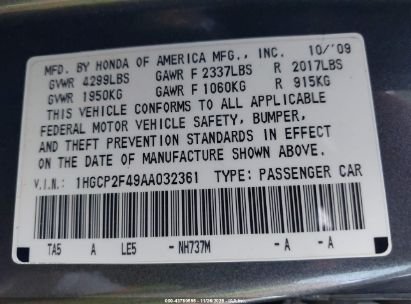 MFD. BY HONDA OF AMERICA MFG., INC. 10/'09
GVWR 4299LBS GAWR F 2337LBS R 2017LBS
GVWR 1950KG GAWR F 1060KG R 915KG
THIS VEHICLE CONFORMS TO ALL APPLICABLE
FEDERAL MOTOR VEHICLE SAFETY, BUMPER,
AND THEFT PREVENTION STANDARDS IN EFFECT
ON THE DATE OF MANUFACTURE SHOWN ABOVE.
V.I.N.: 1HGCP2F49AA032361 TYPE: PASSENGER CAR
TA5 A LE5 - NH737M - A - A